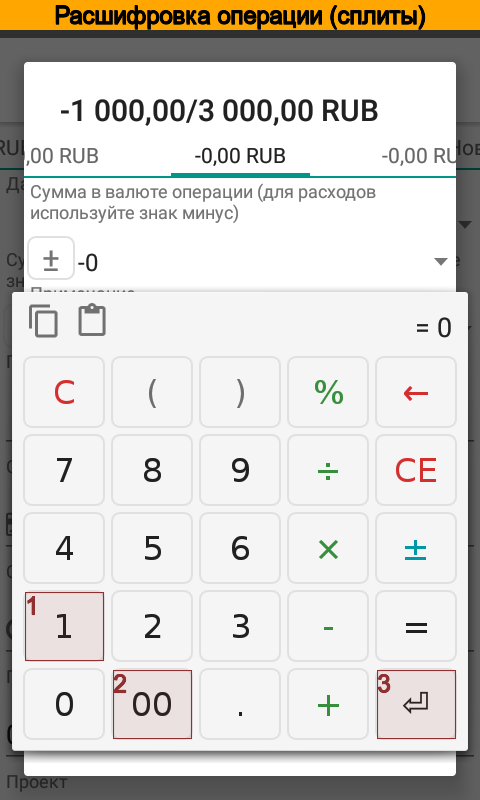 Расшифровка операции (сплиты)
-1 000,00/3 000,00 RUB
,00 RUB
-0,00 RUB
-0,00 RU
Сумма в валюте операции (для расходов
используйте знак минус)
± -0
= 0
C ( ) % ←
7 8 9 ÷ CE
4 5 6 × ±
1 1 2 3 - =
0 2 00 . + 3 ⏎
Проект